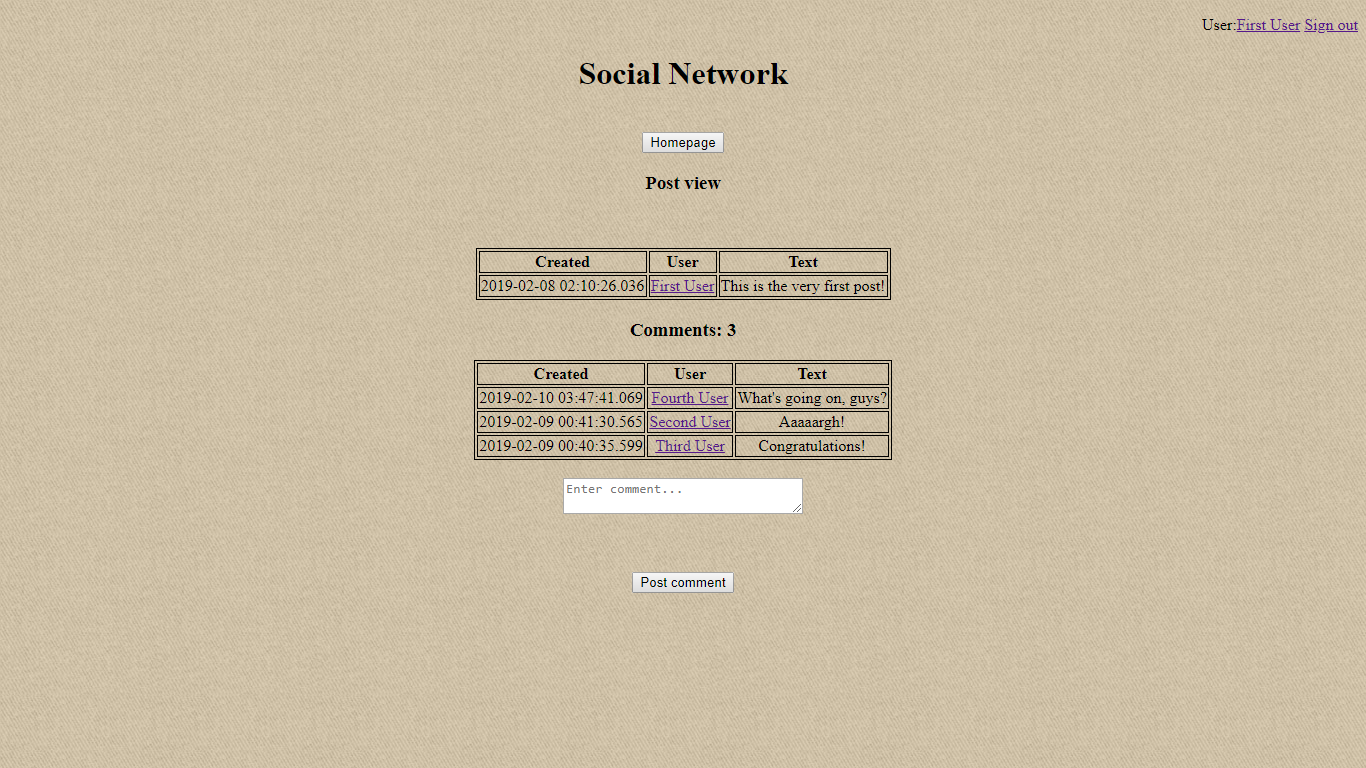 User:First User Sign out
Social Network
Homepage
Post view
Created User Text
2019-02-08 02:10:26.036 First User This is the very first post!
Comments: 3
Created User Text
2019-02-10 03:47:41.069 Fourth User What's going on, guys?
2019-02-09 00:41:30.565 Second User Aaaaargh!
2019-02-09 00:40:35.599 Third User Congratulations!
Enter comment...
Post comment